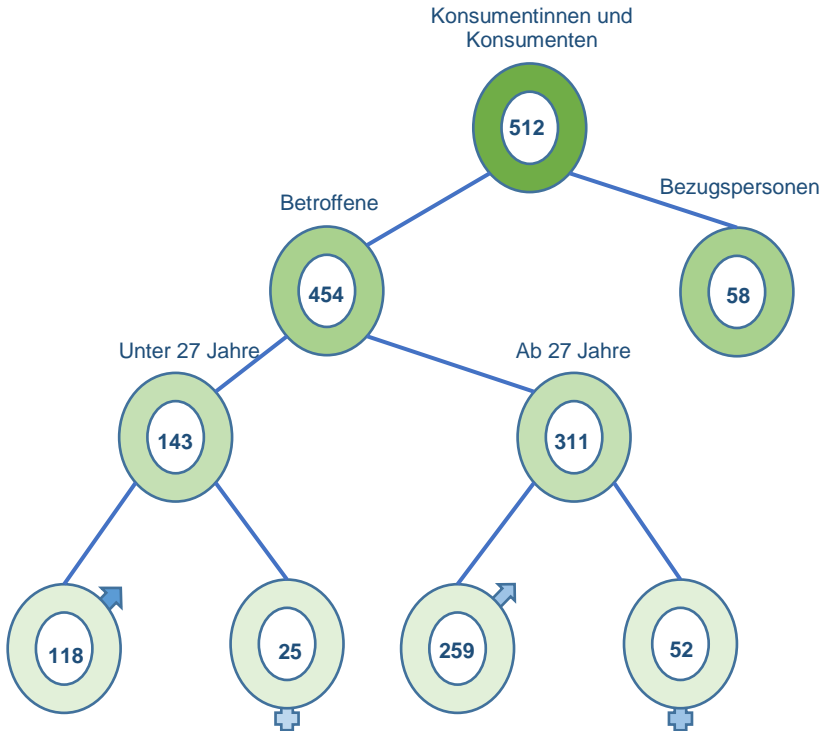 Konsumentinnen und
Konsumenten
512
Betroffene
Bezugspersonen
454
58
Unter 27 Jahre
Ab 27 Jahre
143
311
118
25
259
52